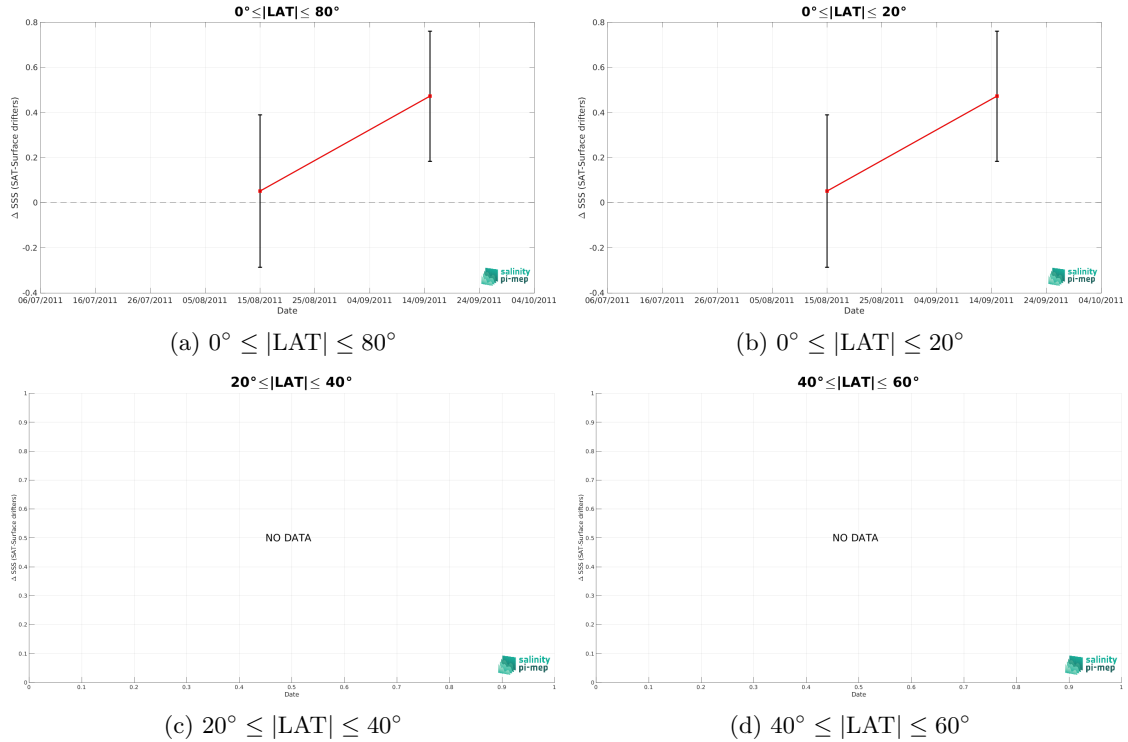 0°≤|LAT|≤ 80°
0.8
0.6
0.4
0.2
0
-0.2
-0.4
Δ SSS (SAT-Surface drifters)
06/07/2011 16/07/2011 26/07/2011 05/08/2011 15/08/2011 25/08/2011 04/09/2011 14/09/2011 24/09/2011 04/10/2011
Date
salinity
pi-mep
(a) 0° ≤ |LAT| ≤ 80°
0°≤|LAT|≤ 20°
0.8
0.6
0.4
0.2
0
-0.2
-0.4
Δ SSS (SAT-Surface drifters)
06/07/2011 16/07/2011 26/07/2011 05/08/2011 15/08/2011 25/08/2011 04/09/2011 14/09/2011 24/09/2011 04/10/2011
Date
salinity
pi-mep
(b) 0° ≤ |LAT| ≤ 20°
20°≤|LAT|≤ 40°
1
0.9
0.8
0.7
0.6
0.5
0.4
0.3
0.2
0.1
0
Δ SSS (SAT-Surface drifters)
NO DATA
0 0.1 0.2 0.3 0.4 0.5 0.6 0.7 0.8 0.9 1
Date
salinity
pi-mep
(c) 20° ≤ |LAT| ≤ 40°
40°≤|LAT|≤ 60°
1
0.9
0.8
0.7
0.6
0.5
0.4
0.3
0.2
0.1
0
Δ SSS (SAT-Surface drifters)
NO DATA
0 0.1 0.2 0.3 0.4 0.5 0.6 0.7 0.8 0.9 1
Date
salinity
pi-mep
(d) 40° ≤ |LAT| ≤ 60°